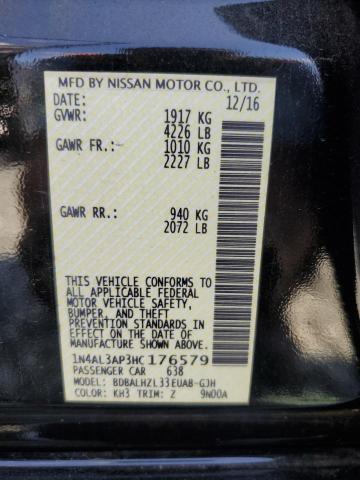 MFD BY NISSAN MOTOR CO., LTD.
DATE: 12/16
GVWR: 1917 KG
4226 LB
GAWR FR: 1010 KG
2227 LB
GAWR RR: 940 KG
2072 LB
THIS VEHICLE CONFORMS TO
ALL APPLICABLE FEDERAL
MOTOR VEHICLE SAFETY,
BUMPER, AND THEFT
PREVENTION STANDARDS
IN EFFECT ON THE DATE OF
MANUFACTURE SHOWN ABOVE.
1N4AL3AP3HC176579
PASSENGER CAR 638
MODEL: BDBALHZL33EUAB-GJH
COLOR: KH3 TRIM: Z 9N00A